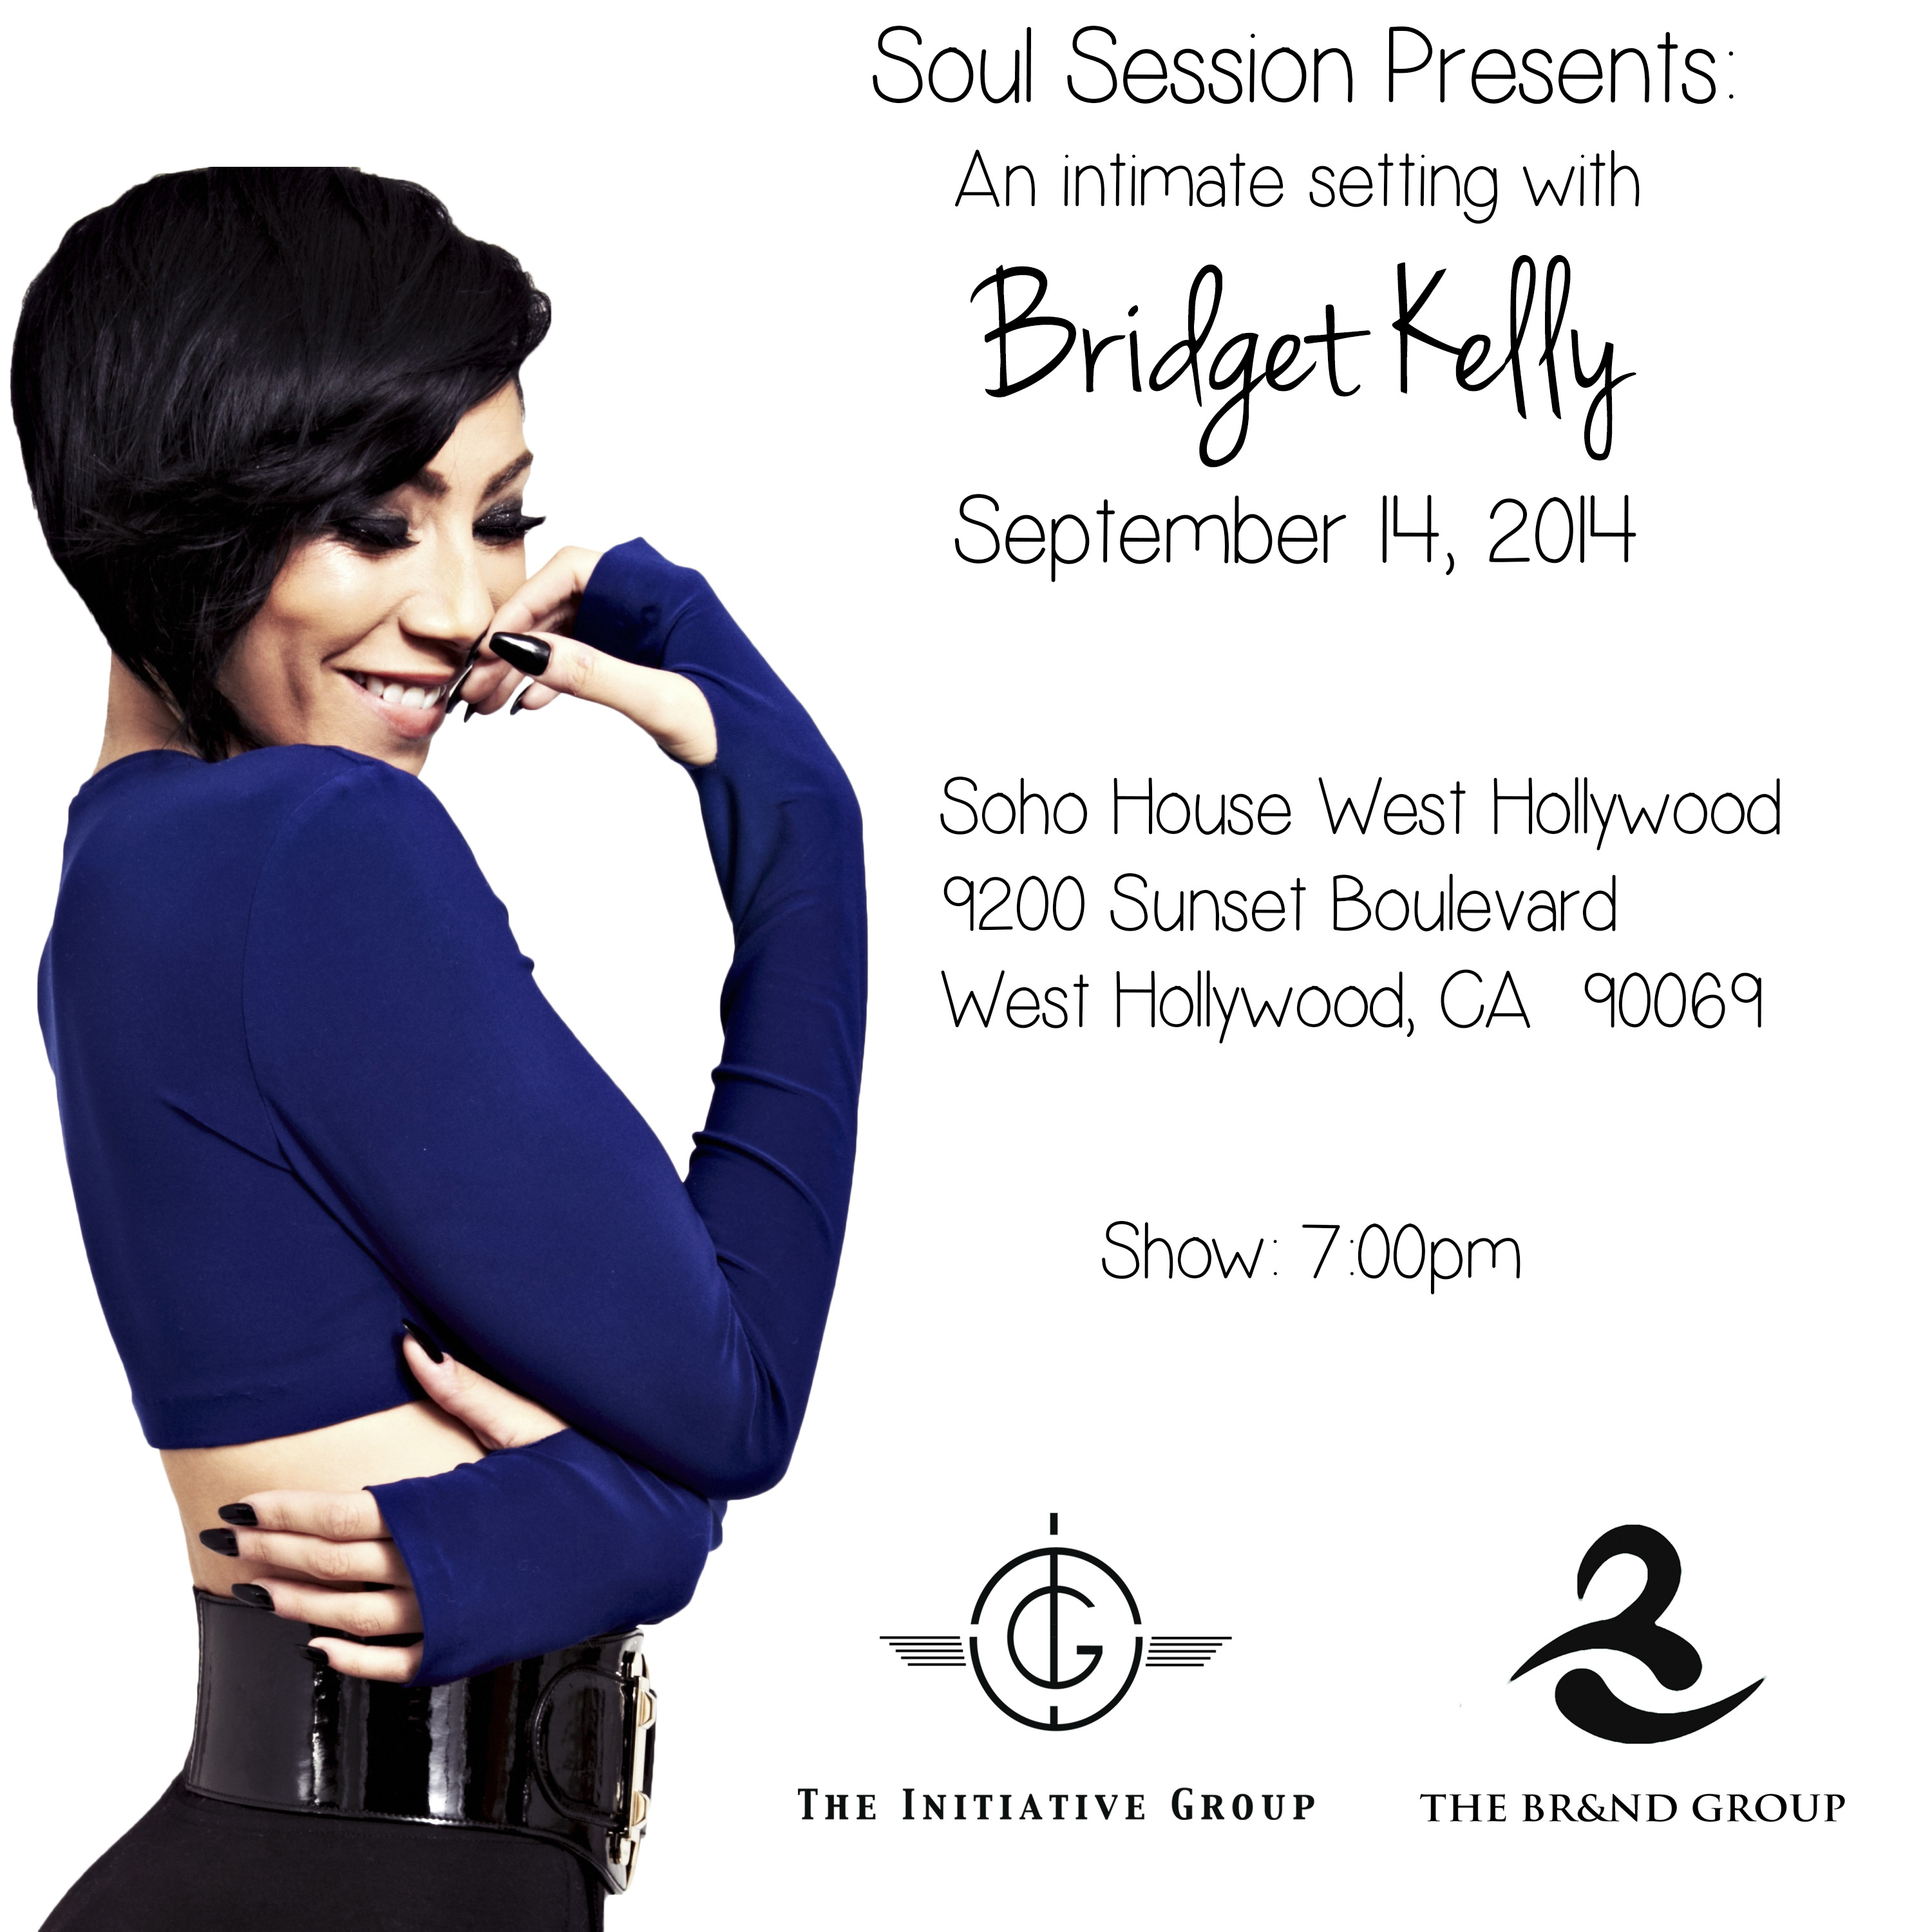 Soul Session Presents:
An intimate setting with
Bridget Kelly
September 14, 2014
Soho House West Hollywood
9200 Sunset Boulevard
West Hollywood, CA 90069
Show: 7:00pm
IG
THE INITIATIVE GROUP
THE BR&ND GROUP